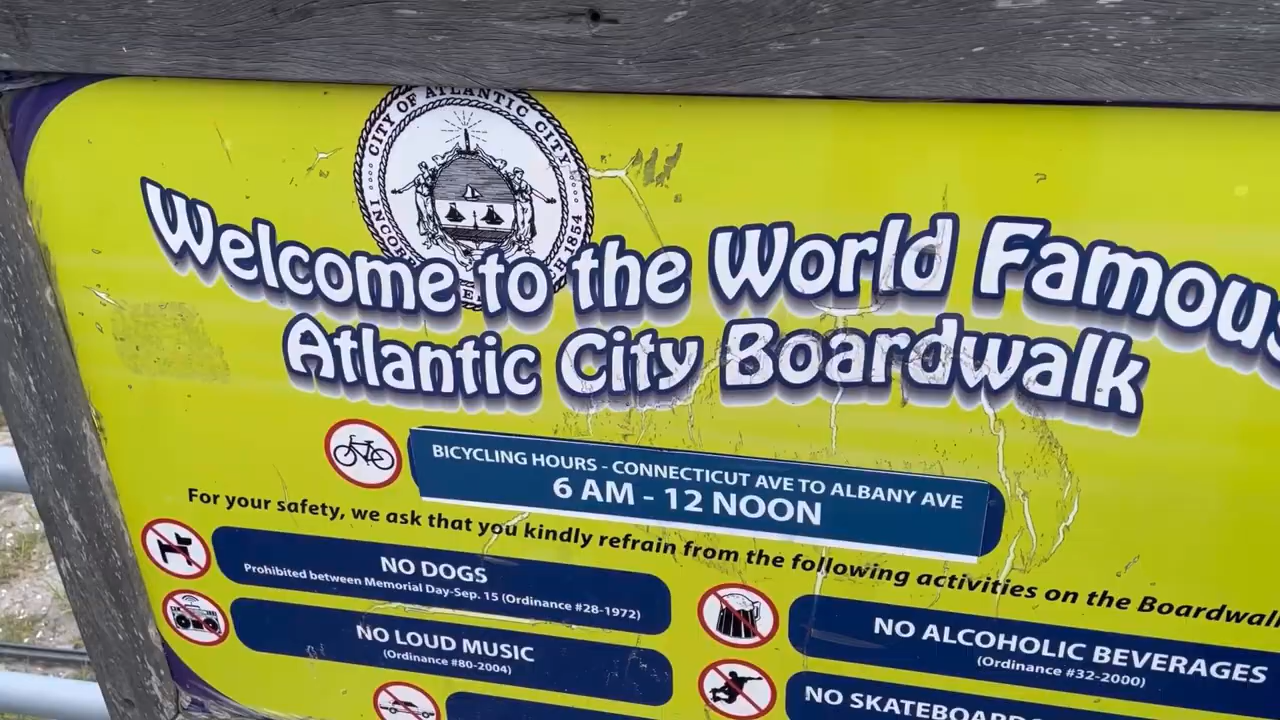 CITY OF ATLANTIC CITY
1854
Welcome to the World Famous
Atlantic City Boardwalk
BICYCLING HOURS - CONNECTICUT AVE TO ALBANY AVE
6 AM - 12 NOON
For your safety, we ask that you kindly refrain from the following activities on the Boardwalk
NO DOGS
Prohibited between Memorial Day-Sep. 15 (Ordinance #28-1972)
NO LOUD MUSIC
(Ordinance #80-2004)
NO ALCOHOLIC BEVERAGES
(Ordinance #32-2000)
NO